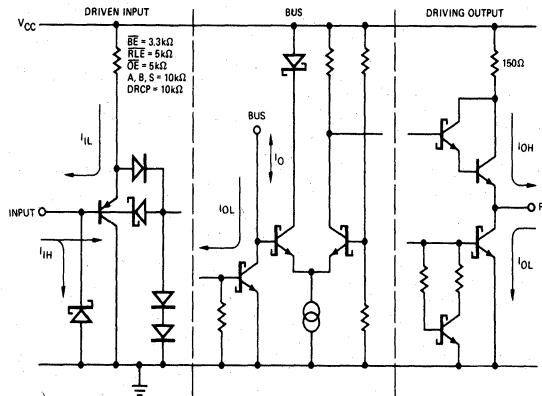 DRIVEN INPUT
BUS
DRIVING OUTPUT
VCC
BE = 3.3kΩ
RLE = 5kΩ
OE = 5kΩ
A, B, S = 10kΩ
DRCP = 10kΩ
150Ω
BUS
IIL
IO
IOH
IOL
INPUT
IIH
IOL